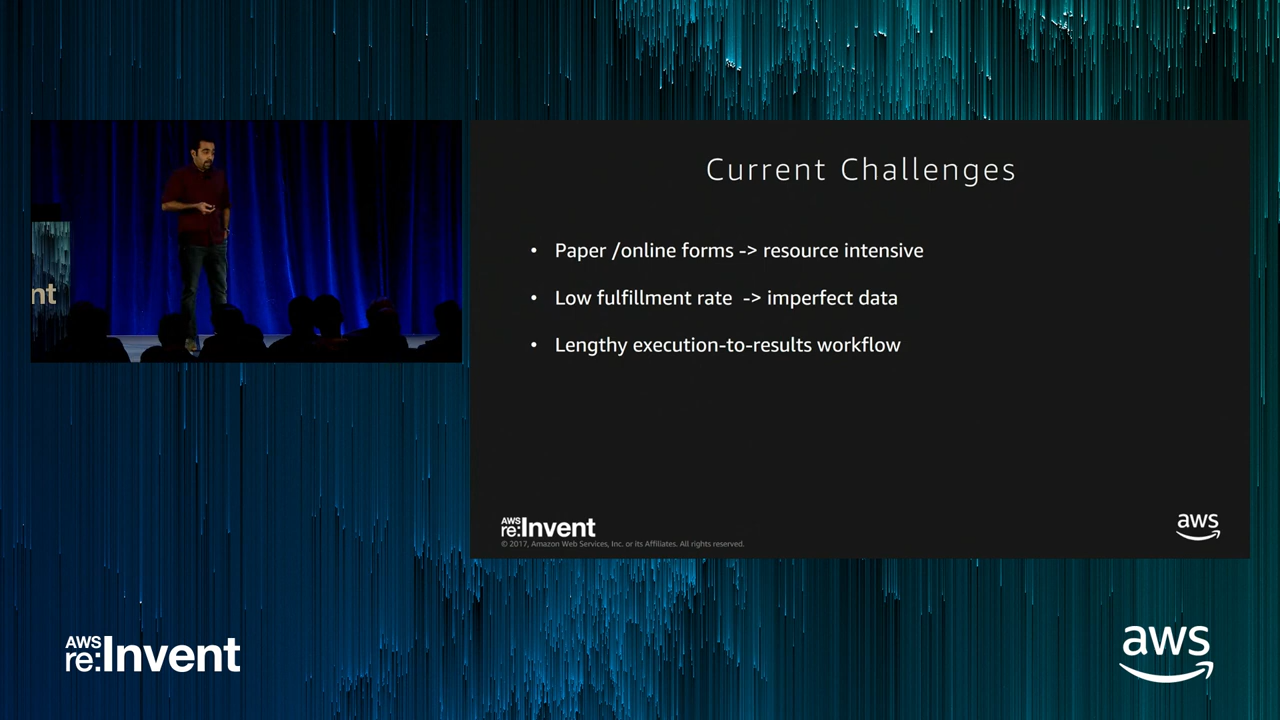 nt
Current Challenges
• Paper /online forms -> resource intensive
• Low fulfillment rate -> imperfect data
• Lengthy execution-to-results workflow
AWS
re:Invent
© 2017, Amazon Web Services, Inc. or its Affiliates. All rights reserved.
aws
AWS
re:Invent
aws